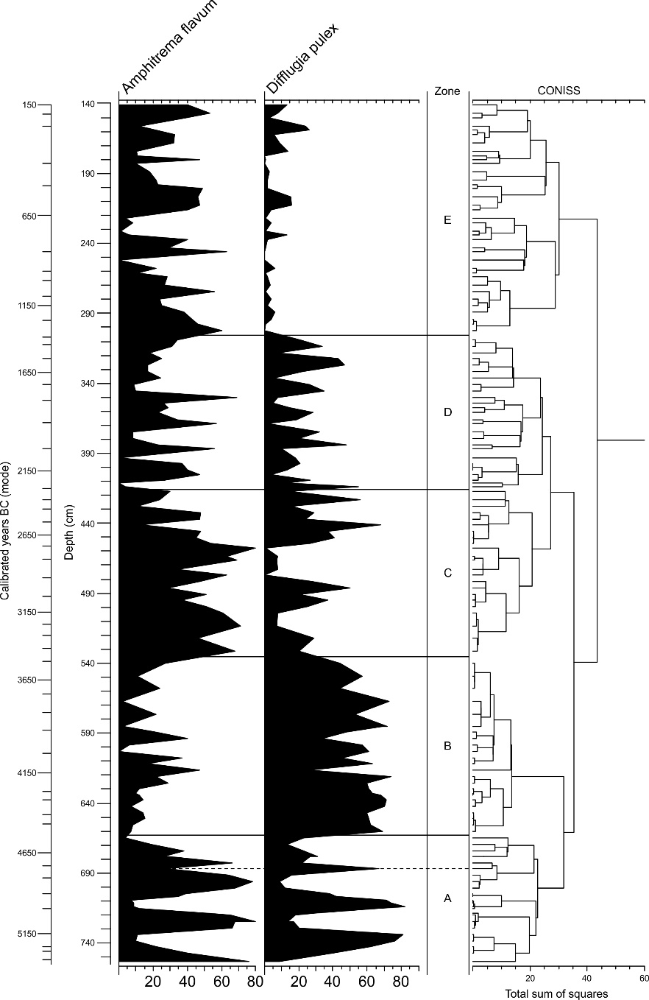 Amphitrema flavum
Difflugia pulex
Zone
CONISS
Calibrated years BC (mode)
150
650
1150
1650
2150
2650
3150
3650
4150
4650
5150
Depth (cm)
140
190
240
290
340
390
440
490
540
590
640
690
740
E
D
C
B
A
20 40 60 80
20 40 60 80
20 40 60
Total sum of squares